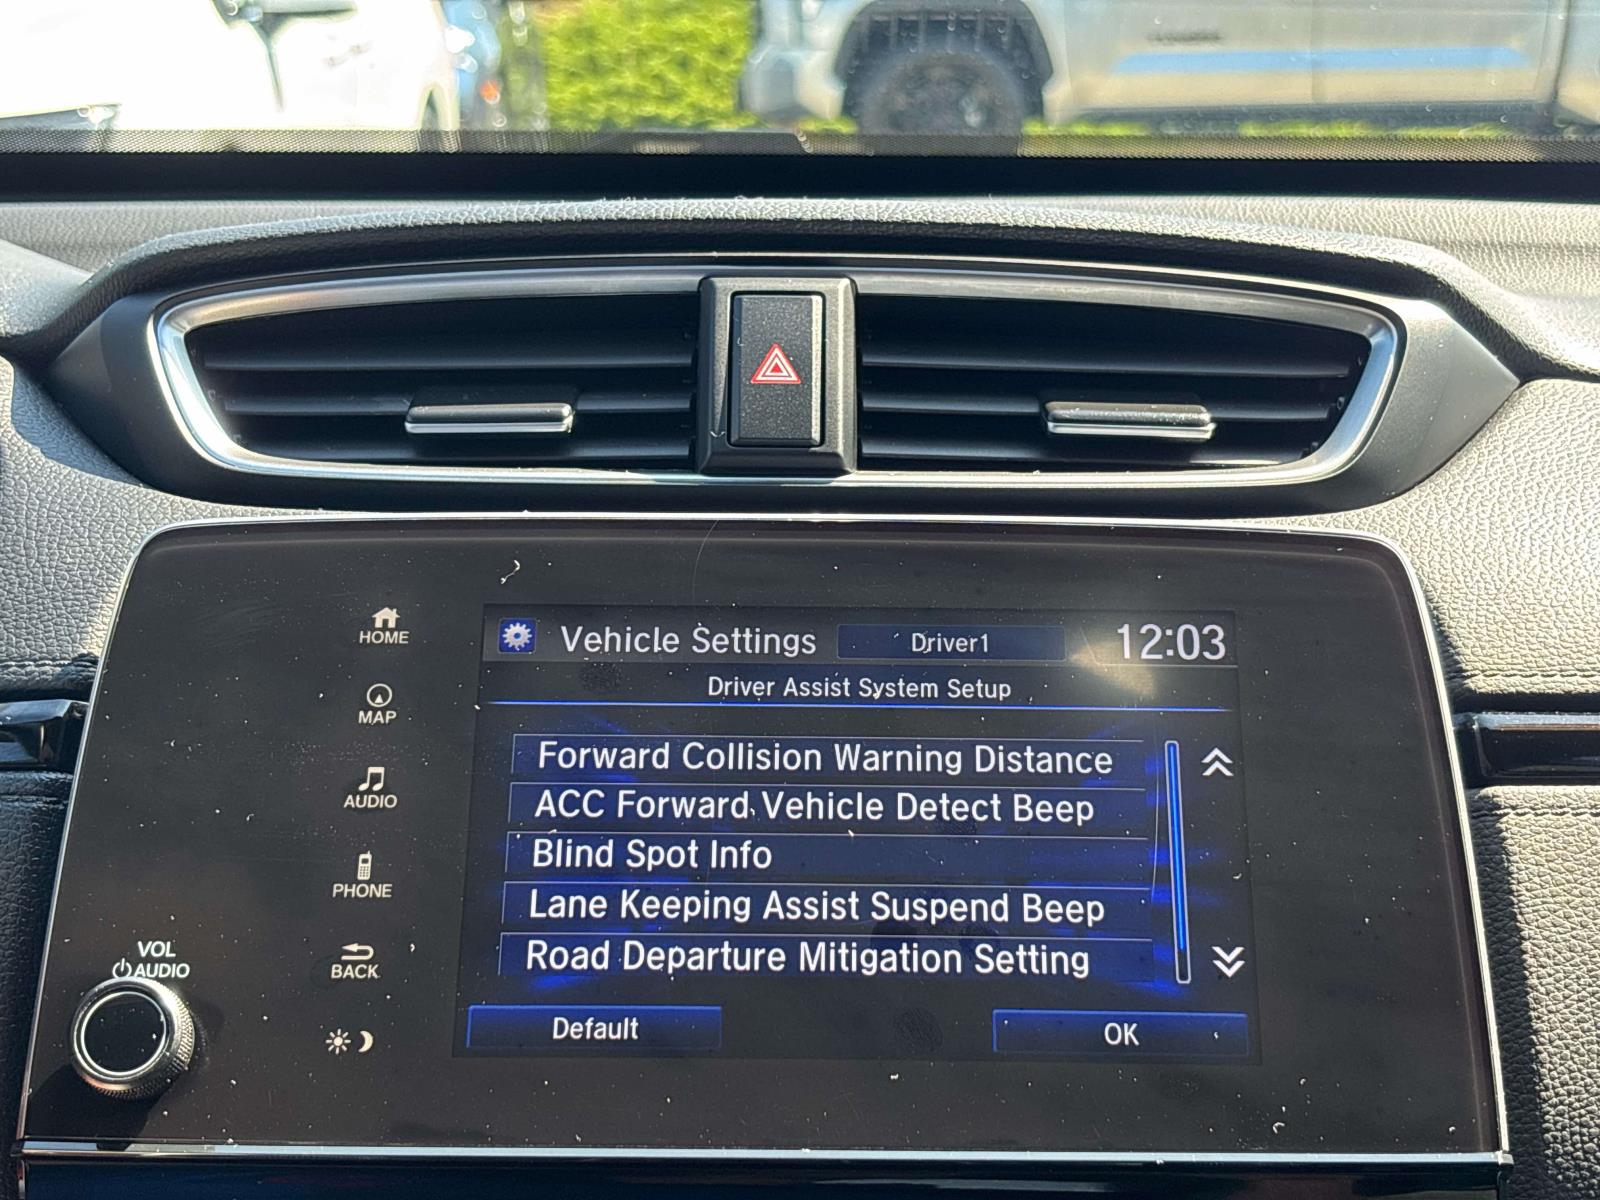 Vehicle Settings
Driver1
12:03
Driver Assist System Setup
Forward Collision Warning Distance
ACC Forward Vehicle Detect Beep
Blind Spot Info
Lane Keeping Assist Suspend Beep
Road Departure Mitigation Setting
Default
OK
HOME
MAP
AUDIO
PHONE
BACK
VOL
AUDIO